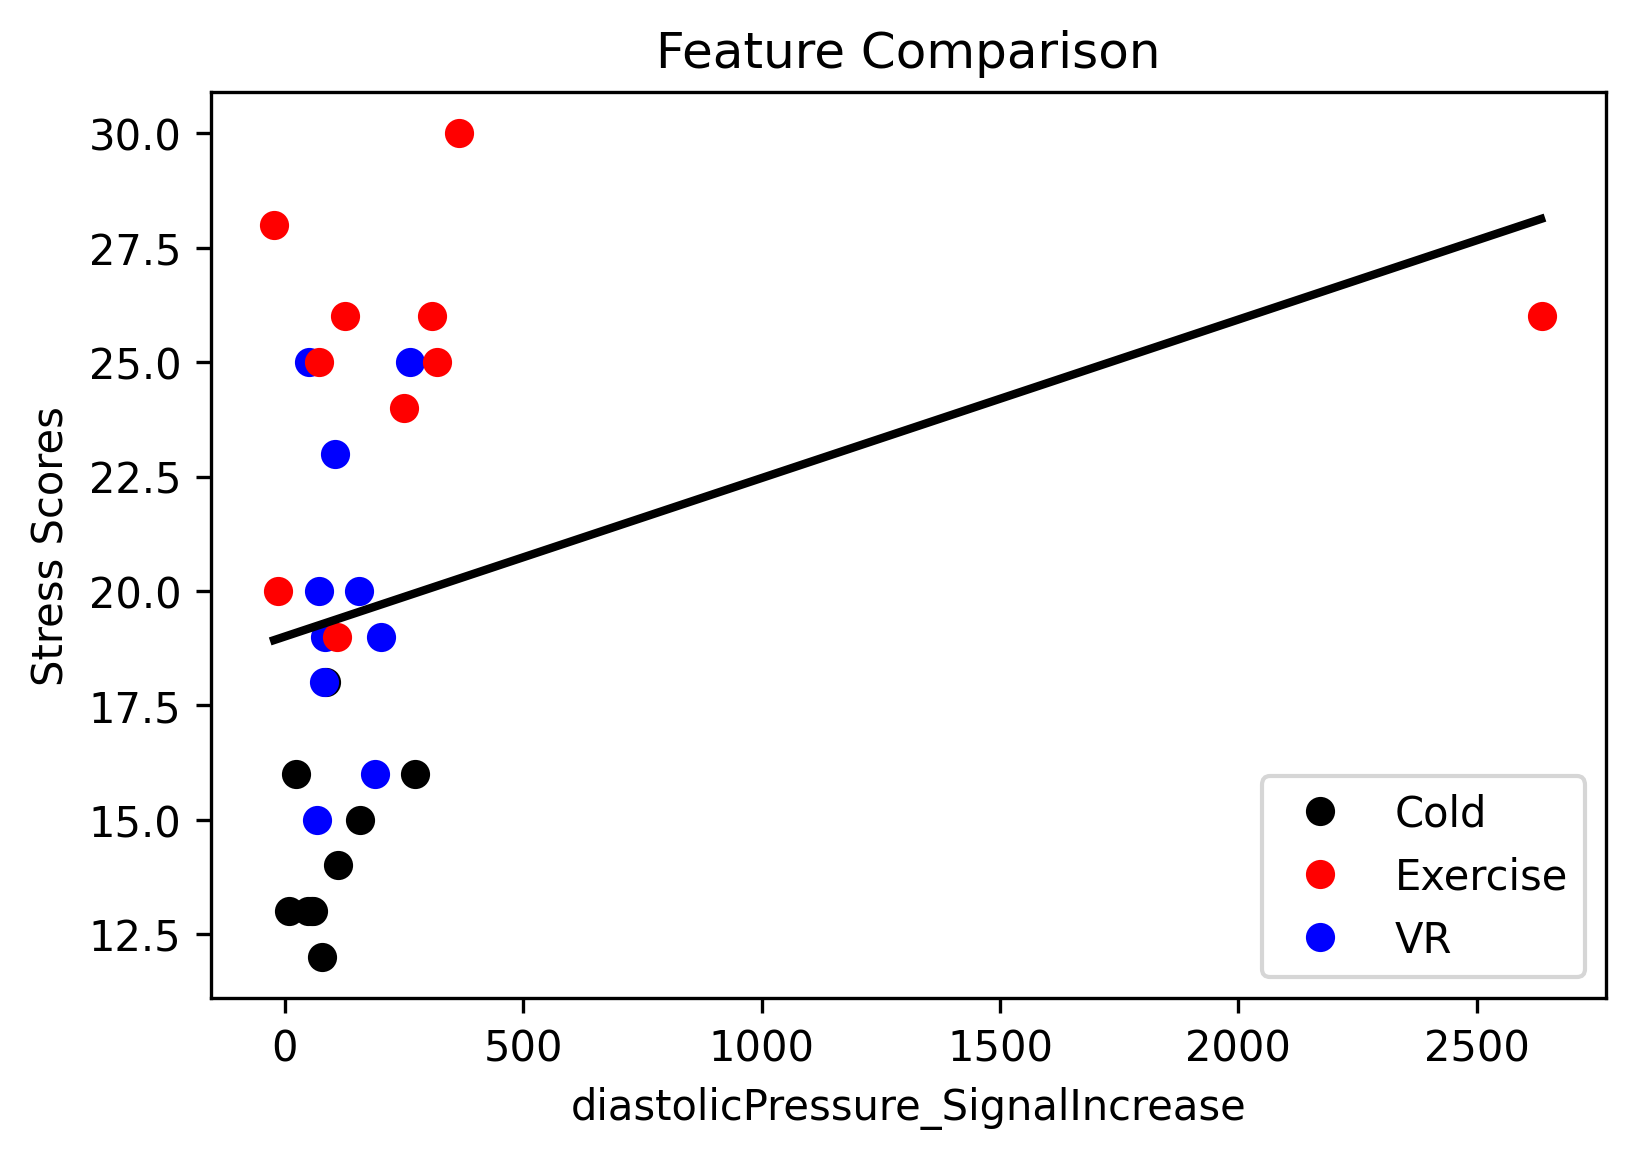 Feature Comparison
30.0
27.5
25.0
22.5
20.0
17.5
15.0
12.5
Stress Scores
0 500 1000 1500 2000 2500
diastolicPressure_SignalIncrease
Cold
Exercise
VR